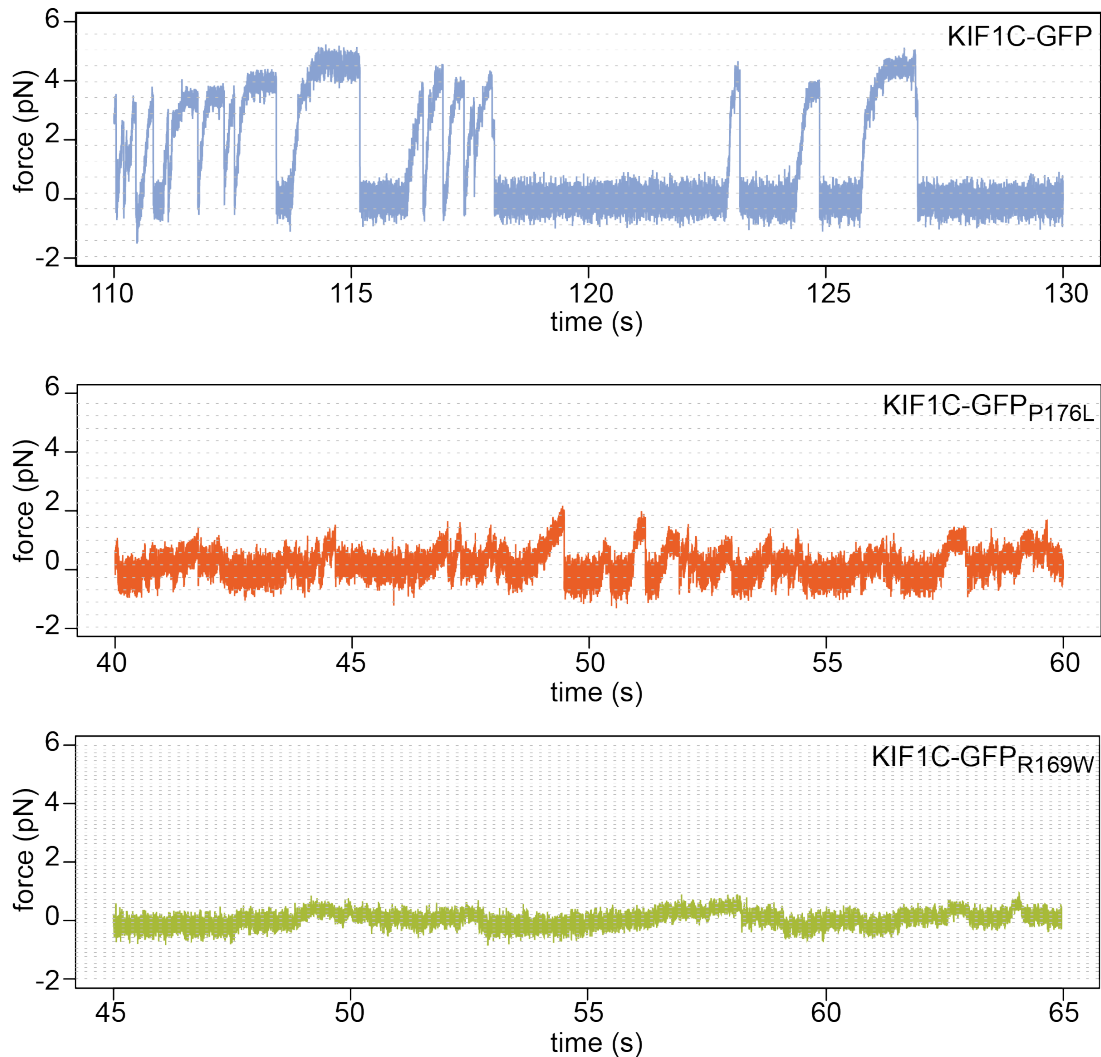 KIF1C-GFP
force (pN)
6
4
2
0
-2
110 115 120 125 130
time (s)
KIF1C-GFPP176L
force (pN)
6
4
2
0
-2
40 45 50 55 60
time (s)
KIF1C-GFPR169W
force (pN)
6
4
2
0
-2
45 50 55 60 65
time (s)